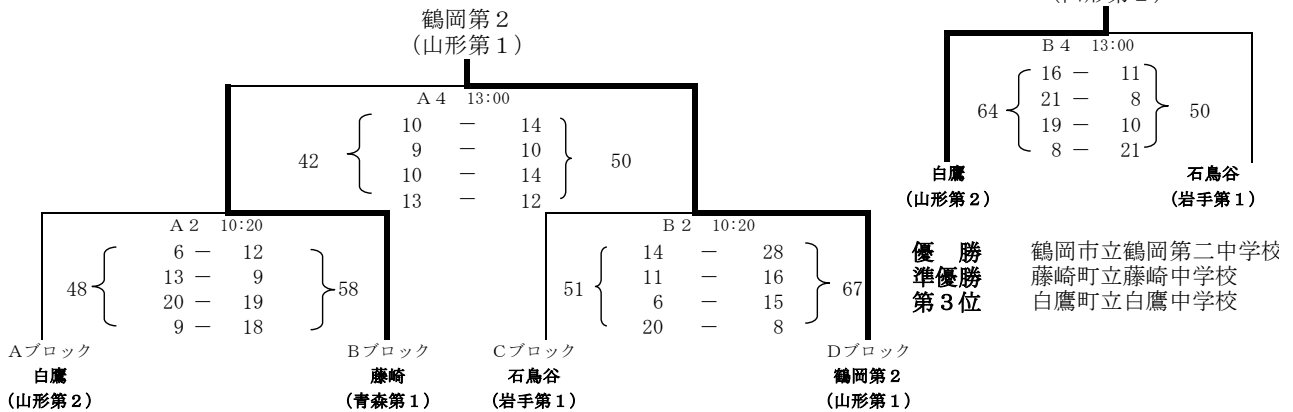 鶴岡第２
（山形第１）
Ａ４ 13:00
42
10 － 14
9 － 10
10 － 14
13 － 12
50
Ａ２ 10:20
48
6 － 12
13 － 9
20 － 19
9 － 18
58
Ｂ２ 10:20
51
14 － 28
11 － 16
6 － 15
20 － 8
67
Ａブロック
白鷹
（山形第２）
Ｂブロック
藤崎
（青森第１）
Ｃブロック
石鳥谷
（岩手第１）
Ｄブロック
鶴岡第２
（山形第１）
Ｂ４ 13:00
64
16 － 11
21 － 8
19 － 10
8 － 21
50
白鷹
（山形第２）
石鳥谷
（岩手第１）
優　勝 鶴岡市立鶴岡第二中学校
準優勝 藤崎町立藤崎中学校
第３位 白鷹町立白鷹中学校